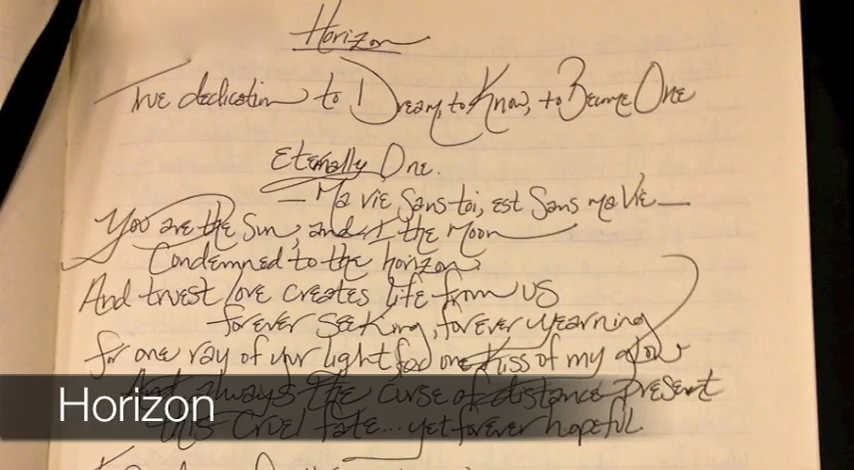 Horizon
True dedication to Dream, to Know, to Become One
Eternally One.
— Ma vie Sans toi, est Sans ma Vie —
You are the Sun, and I the Moon
Condemned to the horizon
And truest love creates life from us
forever seeking, forever yearning
for one ray of your light for one kiss of my glow
And always the curse of distance present
this cruel fate... yet forever hopeful.
Horizon